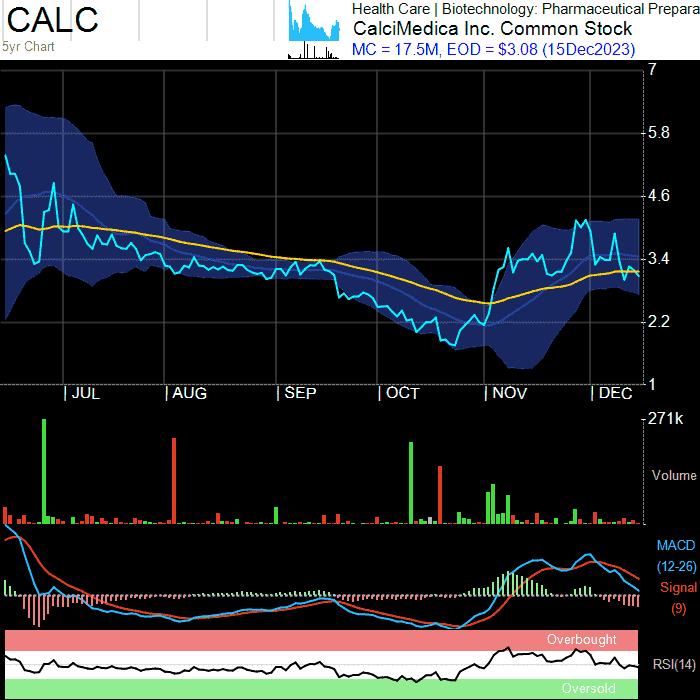 CALC
5yr Chart
Health Care | Biotechnology: Pharmaceutical Prepara
CalciMedica Inc. Common Stock
MC = 17.5M, EOD = $3.08 (15Dec2023)
7
5.8
4.6
3.4
2.2
1
| JUL | AUG | SEP | OCT | NOV | DEC
271k
Volume
MACD
(12-26)
Signal
(9)
Overbought
RSI(14)
Oversold